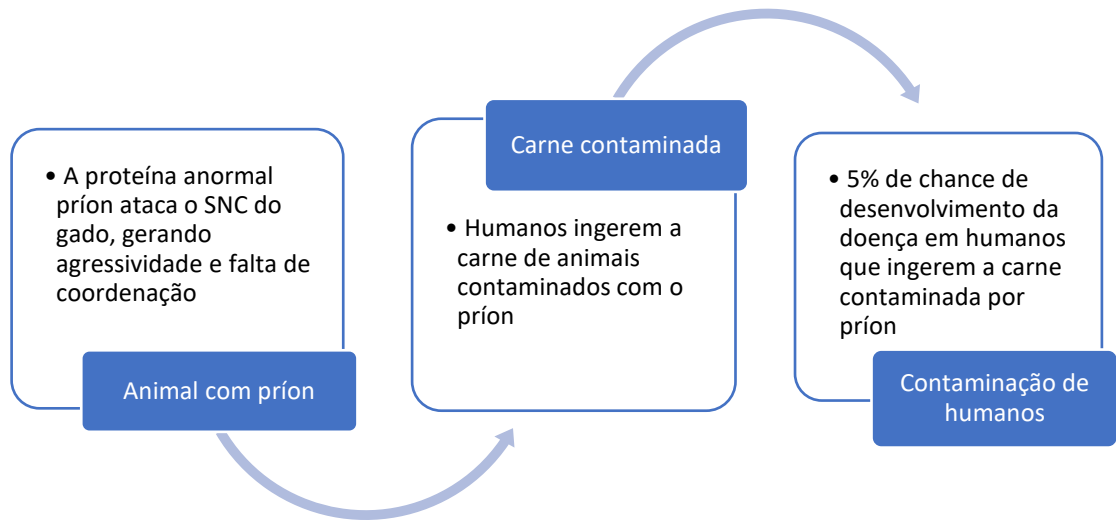 • A proteína anormal
príon ataca o SNC do
gado, gerando
agressividade e falta de
coordenação
Animal com príon
Carne contaminada
• Humanos ingerem a
carne de animais
contaminados com o
príon
• 5% de chance de
desenvolvimento da
doença em humanos
que ingerem a carne
contaminada por
príon
Contaminação de
humanos